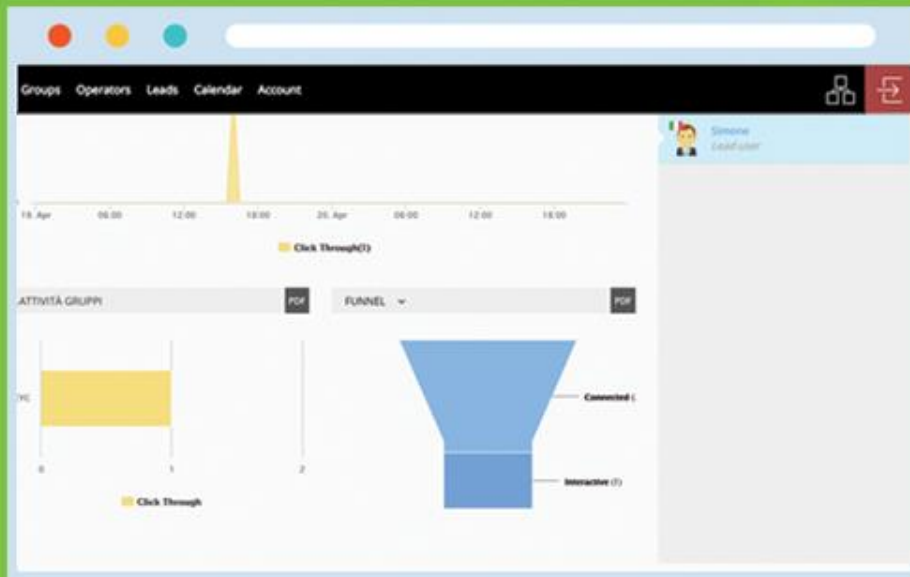 Groups Operators Leads Calendar Account
Simone
Lead user
19. Apr 06:00 12:00 18:00 20. Apr 06:00 12:00 18:00
Click Through(1)
ATTIVITÀ GRUPPI PDF FUNNEL PDF
Connected (
0 1 2
Interactive (1)
Click Through